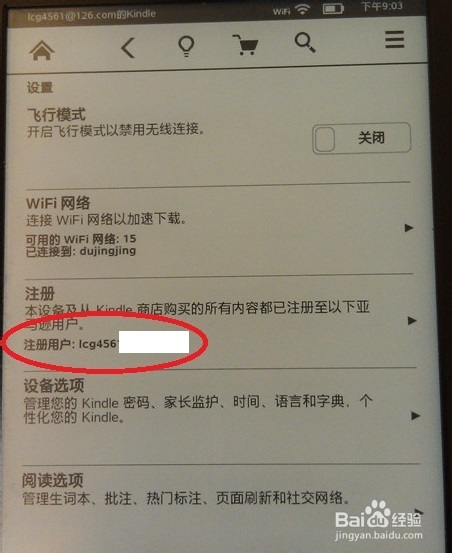 lcg4561@126.com的Kindle WiFi 下午9:03
设置
飞行模式
开启飞行模式以禁用无线连接。
关闭
WiFi 网络
连接 WiFi 网络以加速下载。
可用的 WiFi 网络: 15
已连接到: dujingjing
注册
本设备及从 Kindle 商店购买的所有内容都已注册至以下亚
马逊用户。
注册用户: lcg456
设备选项
管理您的 Kindle 密码、家长监护、时间、语言和字典，个
性化您的 Kindle。
阅读选项
管理生词本、批注、热门标注、页面刷新和社交网络。
Bai 经验
jingyan.baidu.com